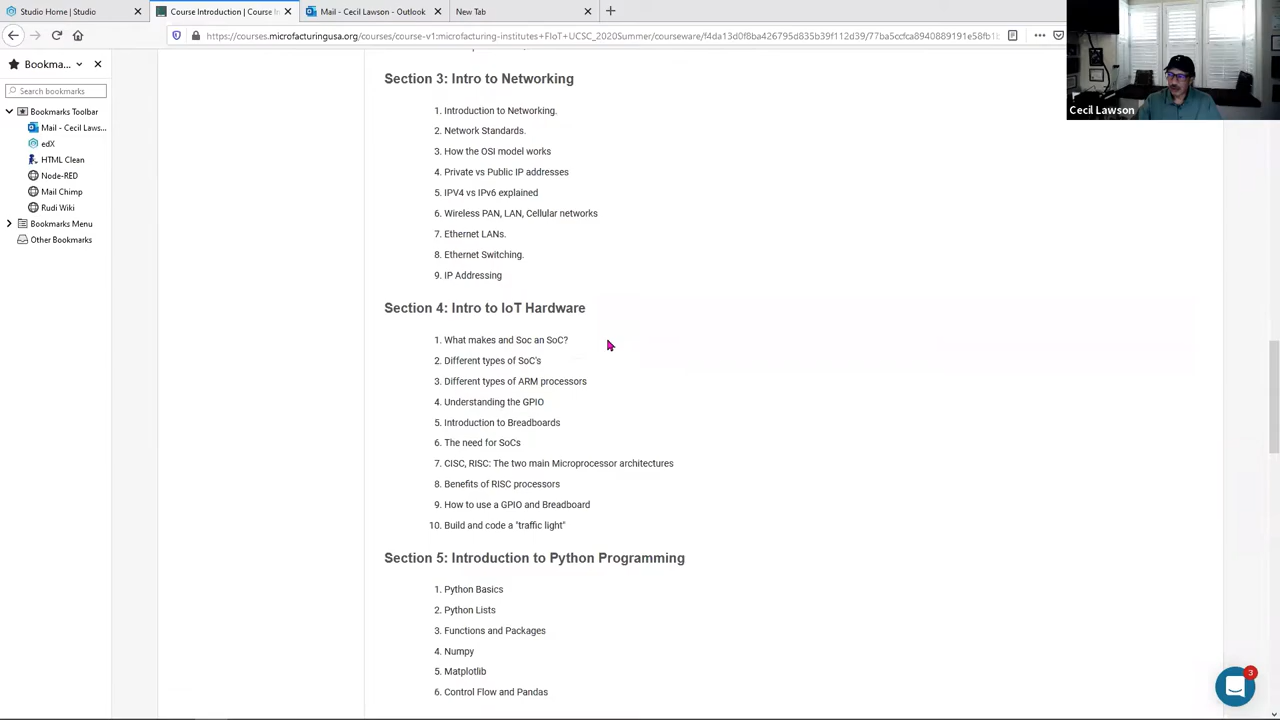 Studio Home | Studio
Course Introduction | Course In
Mail - Cecil Lawson - Outlook
New Tab
Bookma...
Search bookmarks
Bookmarks Toolbar
Mail - Cecil Laws...
edX
HTML Clean
Node-RED
Mail Chimp
Rudi Wiki
Bookmarks Menu
Other Bookmarks
Cecil Lawson
Section 3: Intro to Networking
1. Introduction to Networking.
2. Network Standards.
3. How the OSI model works
4. Private vs Public IP addresses
5. IPV4 vs IPv6 explained
6. Wireless PAN, LAN, Cellular networks
7. Ethernet LANs.
8. Ethernet Switching.
9. IP Addressing
Section 4: Intro to IoT Hardware
1. What makes and Soc an SoC?
2. Different types of SoC's
3. Different types of ARM processors
4. Understanding the GPIO
5. Introduction to Breadboards
6. The need for SoCs
7. CISC, RISC: The two main Microprocessor architectures
8. Benefits of RISC processors
9. How to use a GPIO and Breadboard
10. Build and code a "traffic light"
Section 5: Introduction to Python Programming
1. Python Basics
2. Python Lists
3. Functions and Packages
4. Numpy
5. Matplotlib
6. Control Flow and Pandas
3